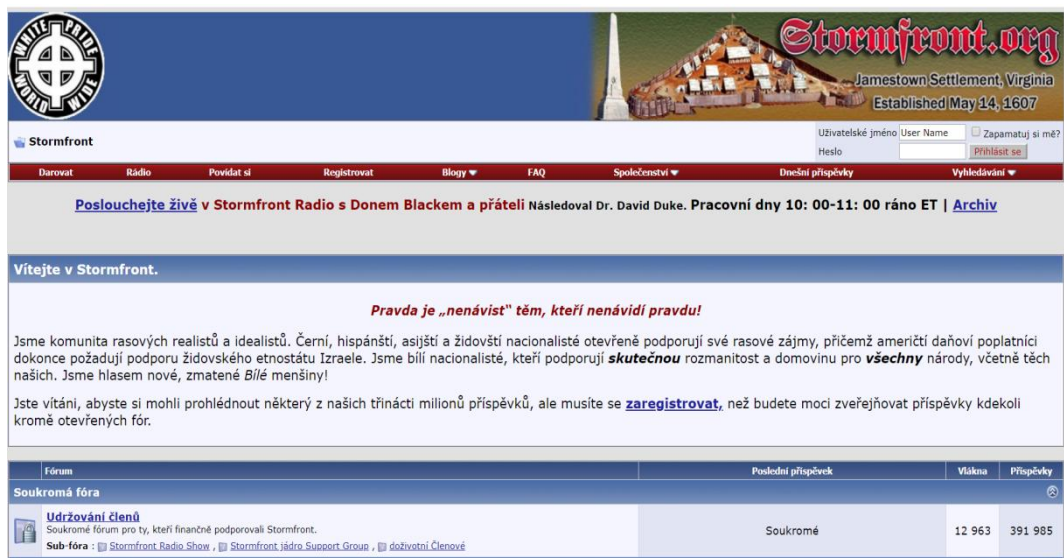 WHITE PRIDE WORLD WIDE
Stormfront.org
Jamestown Settlement, Virginia
Established May 14, 1607
Stormfront
Uživatelské jméno User Name Zapamatuj si mě?
Heslo Přihlásit se
Darovat Rádio Povídat si Registrovat Blogy FAQ Společenství Dnešní příspěvky Vyhledávání
Poslouchejte živě v Stormfront Radio s Donem Blackem a přáteli Následoval Dr. David Duke. Pracovní dny 10: 00-11: 00 ráno ET | Archiv
Vítejte v Stormfront.
Pravda je „nenávist“ těm, kteří nenávidí pravdu!
Jsme komunita rasových realistů a idealistů. Černí, hispánští, asijští a židovští nacionalisté otevřeně podporují své rasové zájmy, přičemž američtí daňoví poplatníci
dokonce požadují podporu židovského etnostátu Izraele. Jsme bílí nacionalisté, kteří podporují skutečnou rozmanitost a domovinu pro všechny národy, včetně těch
našich. Jsme hlasem nové, zmatené Bílé menšiny!
Jste vítáni, abyste si mohli prohlédnout některý z našich třinácti milionů příspěvků, ale musíte se zaregistrovat, než budete moci zveřejňovat příspěvky kdekoli
kromě otevřených fór.
Fórum Poslední příspěvek Vlákna Příspěvky
Soukromá fóra
Udržování členů
Soukromé fórum pro ty, kteří finančně podporovali Stormfront.
Sub-fóra : Stormfront Radio Show , Stormfront jádro Support Group , doživotní Členové
Soukromé 12 963 391 985